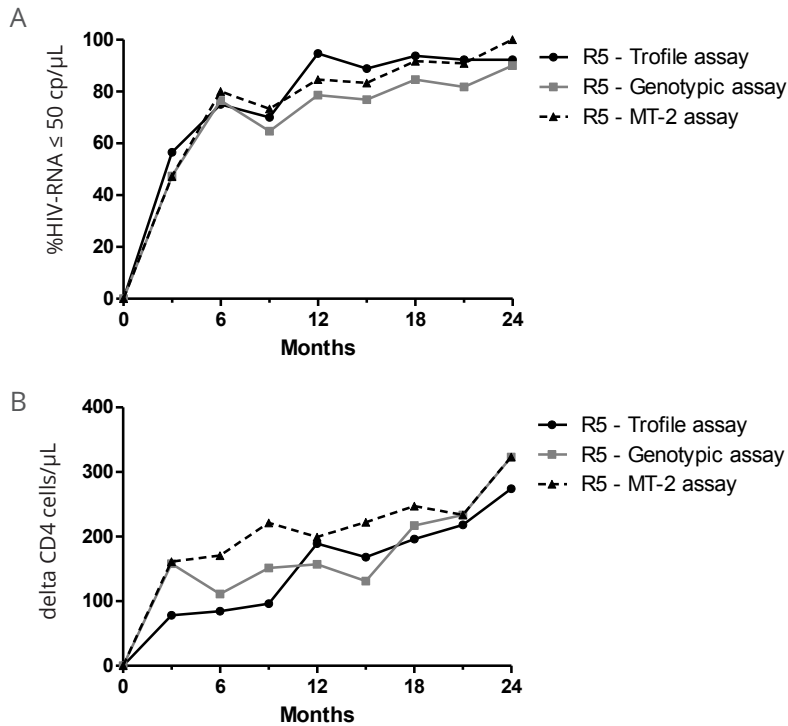 A
100
80
60
40
20
0
%HIV-RNA ≤ 50 cp/µL
0
6
12
18
24
Months
R5 - Trofile assay
R5 - Genotypic assay
R5 - MT-2 assay
B
400
300
200
100
0
delta CD4 cells/µL
0
6
12
18
24
Months
R5 - Trofile assay
R5 - Genotypic assay
R5 - MT-2 assay